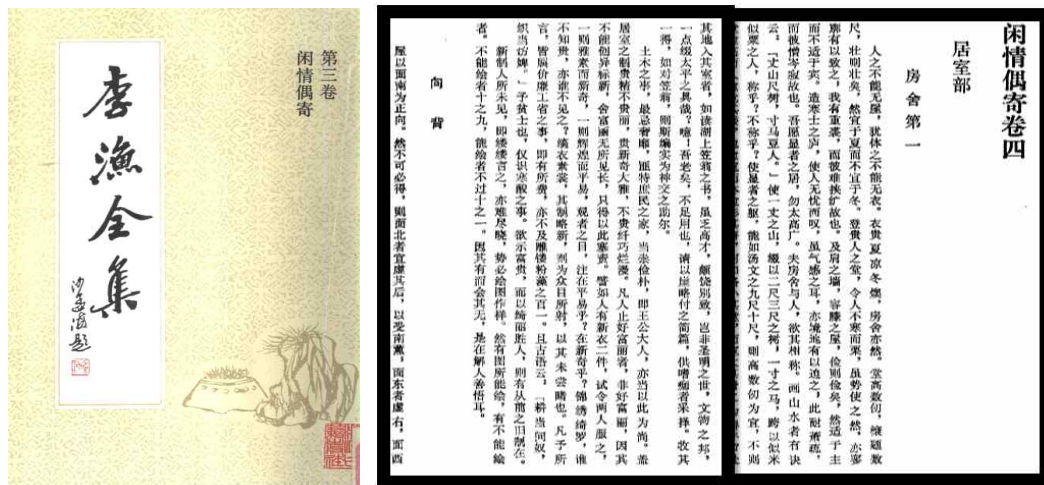 第三卷
闲情偶寄
李漁全集
沙孟海題
闲情偶寄卷四
居室部
房舍第一
人之不能无屋，犹体之不能无衣。衣贵夏凉冬燠，房舍亦然。堂高数仞，榱题数
尺，壮则壮矣，然宜于夏而不宜于冬。登贵人之堂，令人不寒而栗，虽势使之然，亦寥
廓有以致之，我有重裘，而彼难挟纩故也。及肩之墙，容膝之屋，俭则俭矣，然适于主
而不适于宾。造寒士之庐，使人无忧而叹，虽气感之耳，亦境地有以迫之，此耐萧疏，
而彼憎岑寂故也。吾愿显者之居，勿太高广。夫房舍与人，欲其相称。画山水者有诀
云，「丈山尺树，寸马豆人。」使一丈之山，缀以二尺三尺之树，一寸之马，跨以似米
似粟之人，称乎？不称乎？使显者之躯，能如汤文之九尺十尺，则高数仞为宜，不则
其地入其室者，如读湖上笠翁之书，虽乏高才，颇饶别致，岂非圣明之世，文物之邦，
一点缀太平之具哉？噫！吾老矣，不足用也，请以崖略付之简篇，供嗜痂者采择。收其
一得，如对笠翁，则斯编实为神交之助尔。
土木之事，最忌奢靡，匪特庶民之家，当崇俭朴，即王公大人，亦当以此为尚。盖
居室之制贵精不贵丽，贵新奇大雅，不贵纤巧烂漫。凡人止好富丽者，非好富丽，因其
不能创异标新，舍富丽无所见长，只得以此塞责。譬如人有新衣二件，试令两人服之，
一则雅素而新奇，一则辉煌而平易，观者之目，注在平易乎？在新奇乎？锦绣绮罗，谁
不知贵，亦谁不见之？缟衣素裳，其制略新，则为众目所射，以其未尝睹也。凡予所
言，皆属价廉工省之事，即有所费，亦不及雕镂粉藻之百一。且古语云，「耕当问奴，
织当访婢。」予贫士也，仅识寒酸之事。欲示富贵，而以绮丽胜人，则有从前之旧制在。
新制人所未见，即缕缕言之，亦难尽晓，势必绘图作样。然有图所能绘，有不能绘
者。不能绘者十之九，能绘者不过十之一。因其有而会其无，是在解人善悟耳。
向背
屋以面南为正向。然不可必得，则面北者宜虚其后，以受南薰，面东者虚右，面西